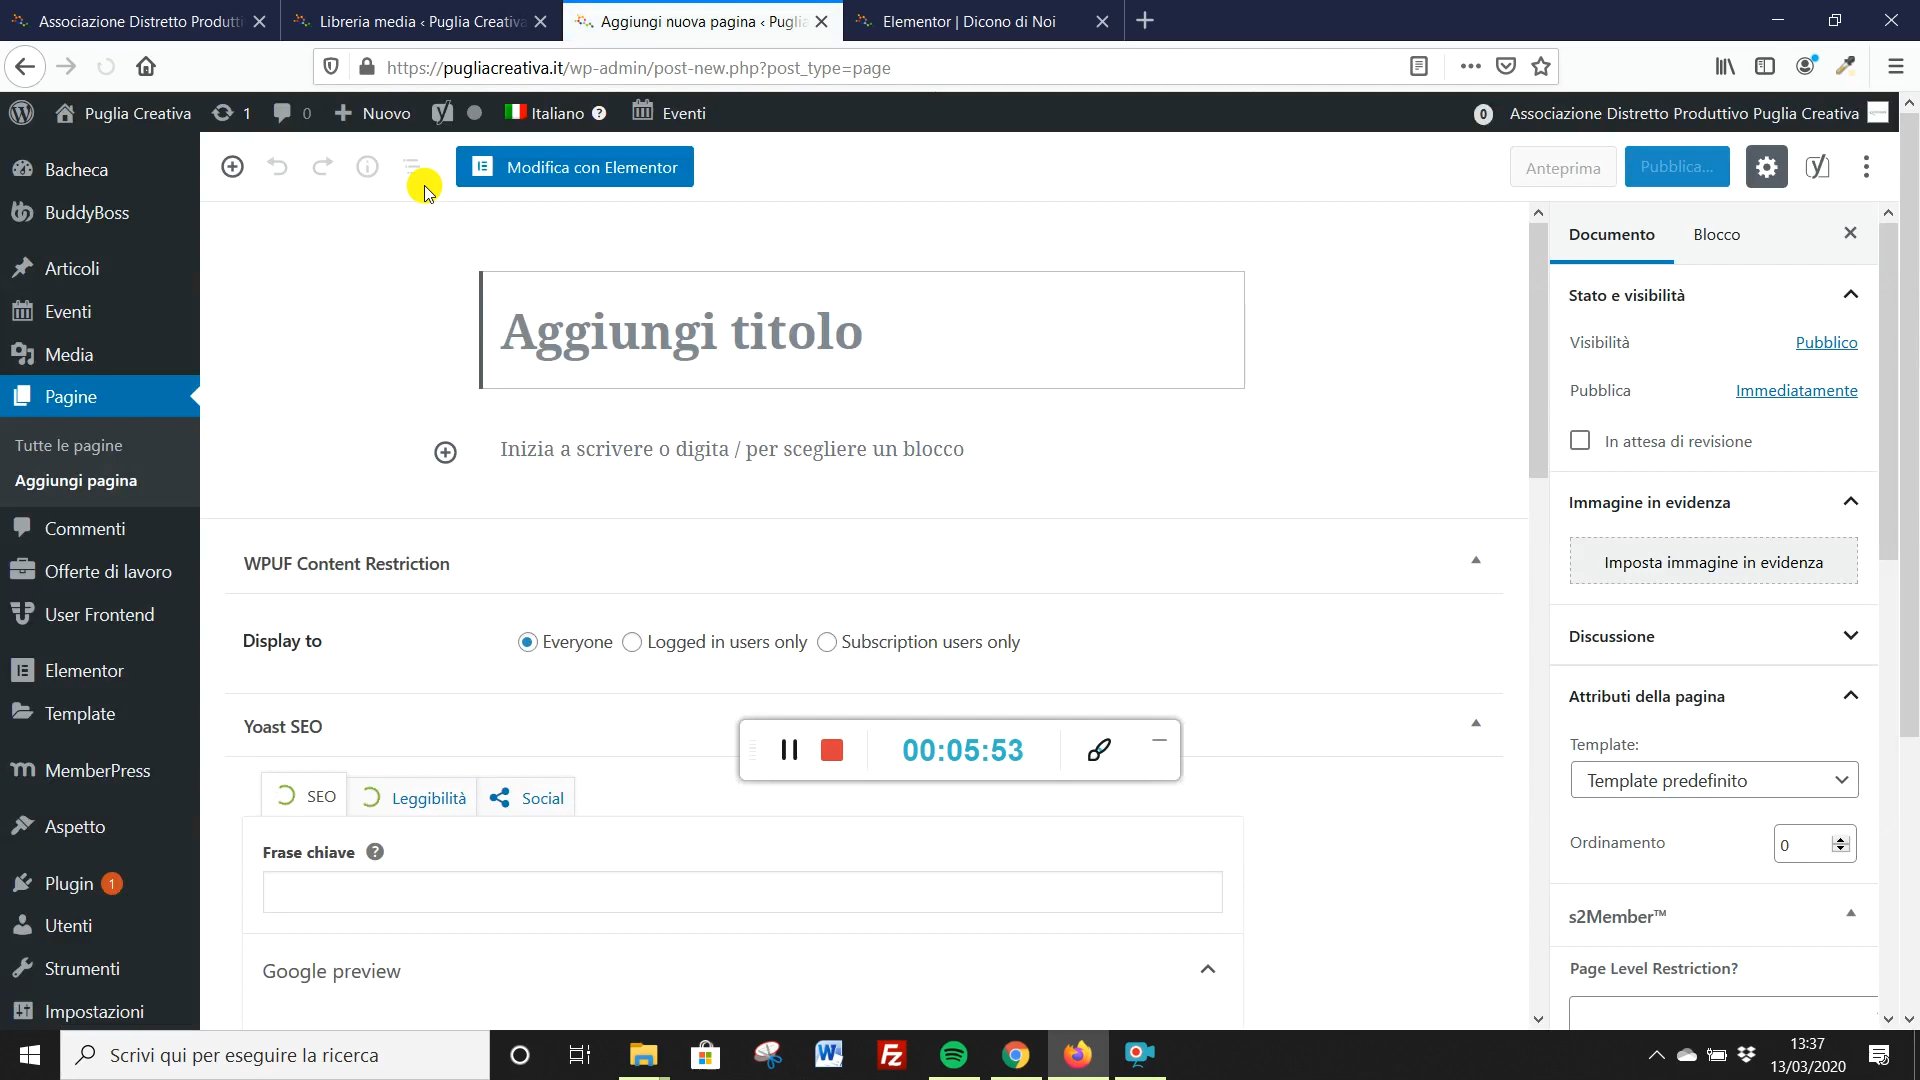 Associazione Distretto Produtti
Libreria media ‹ Puglia Creativa
Aggiungi nuova pagina ‹ Puglia
Elementor | Dicono di Noi
https://pugliacreativa.it/wp-admin/post-new.php?post_type=page
Puglia Creativa
1
0
Nuovo
Italiano
Eventi
0
Associazione Distretto Produttivo Puglia Creativa
Bacheca
BuddyBoss
Articoli
Eventi
Media
Pagine
Tutte le pagine
Aggiungi pagina
Commenti
Offerte di lavoro
User Frontend
Elementor
Template
MemberPress
Aspetto
Plugin 1
Utenti
Strumenti
Impostazioni
Modifica con Elementor
Anteprima
Pubblica...
Aggiungi titolo
Inizia a scrivere o digita / per scegliere un blocco
WPUF Content Restriction
Display to
Everyone
Logged in users only
Subscription users only
Yoast SEO
00:05:53
SEO
Leggibilità
Social
Frase chiave
Google preview
Documento
Blocco
Stato e visibilità
Visibilità
Pubblico
Pubblica
Immediatamente
In attesa di revisione
Immagine in evidenza
Imposta immagine in evidenza
Discussione
Attributi della pagina
Template:
Template predefinito
Ordinamento
0
s2Member™
Page Level Restriction?
Scrivi qui per eseguire la ricerca
13:37
13/03/2020